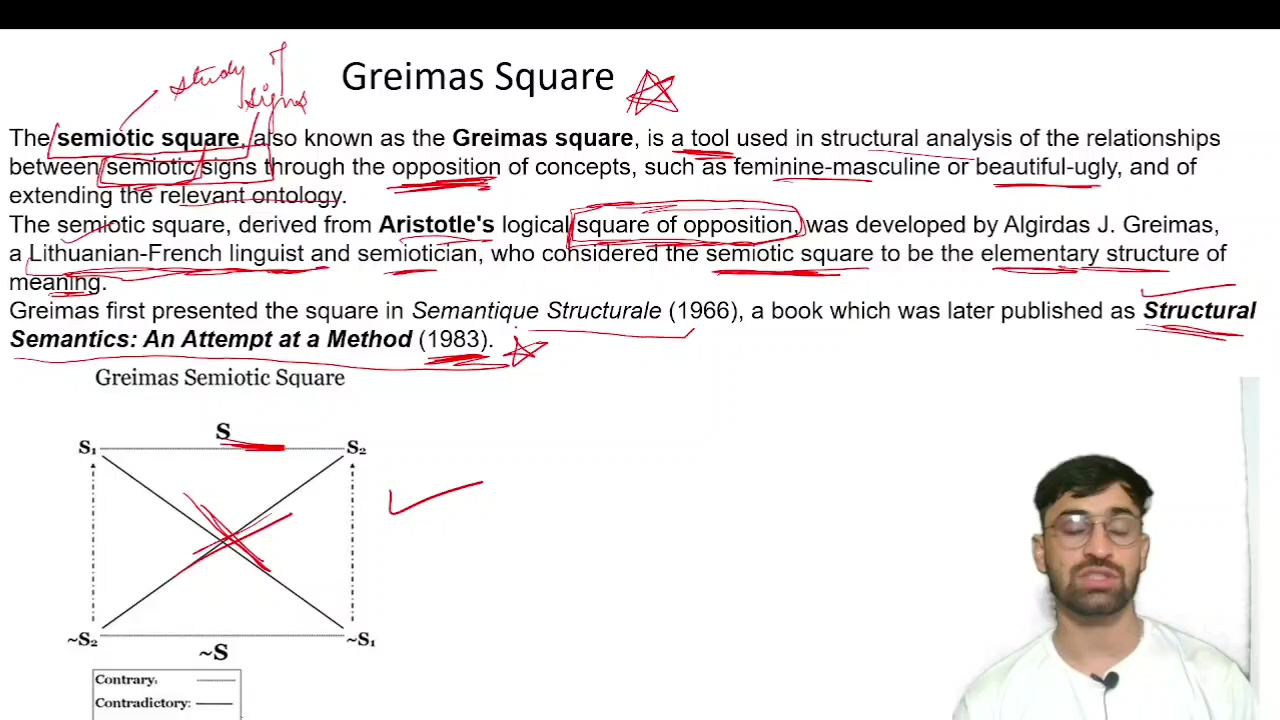 study of
signs
Greimas Square
The semiotic square, also known as the Greimas square, is a tool used in structural analysis of the relationships
between semiotic signs through the opposition of concepts, such as feminine-masculine or beautiful-ugly, and of
extending the relevant ontology.
The semiotic square, derived from Aristotle's logical square of opposition, was developed by Algirdas J. Greimas,
a Lithuanian-French linguist and semiotician, who considered the semiotic square to be the elementary structure of
meaning.
Greimas first presented the square in Semantique Structurale (1966), a book which was later published as Structural
Semantics: An Attempt at a Method (1983).
Greimas Semiotic Square
S
S1 S2
~S2 ~S1
~S
Contrary:
Contradictory: